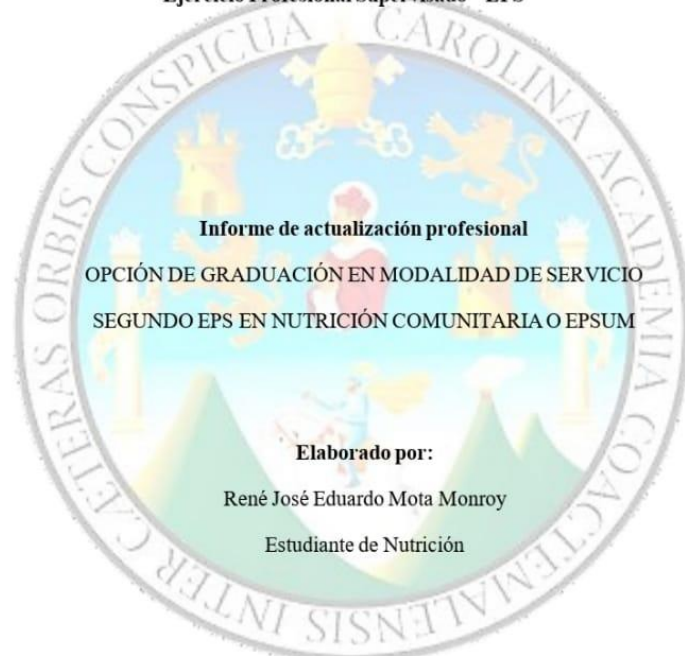 Ejercicio Profesional Supervisado – EPS
CAETERAS ORBIS CONSPICUA CAROLINA ACADEMIA COACTEMALENSIS INTER
Informe de actualización profesional
OPCIÓN DE GRADUACIÓN EN MODALIDAD DE SERVICIO
SEGUNDO EPS EN NUTRICIÓN COMUNITARIA O EPSUM
Elaborado por:
René José Eduardo Mota Monroy
Estudiante de Nutrición